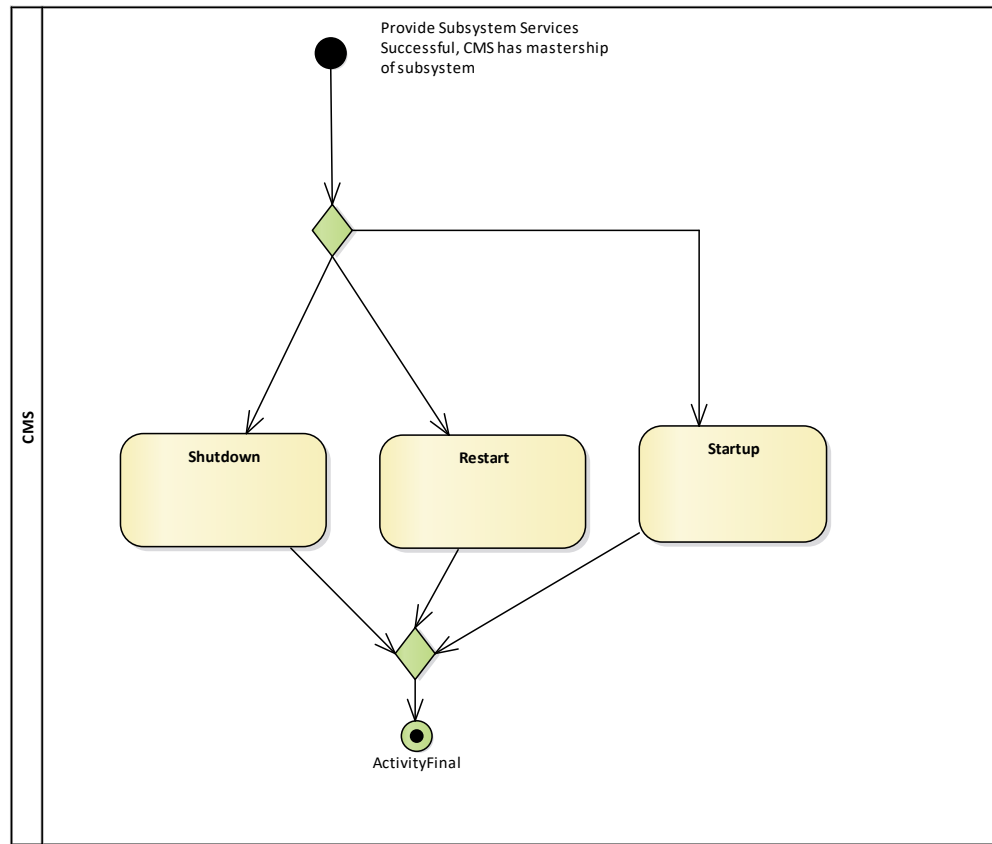 Provide Subsystem Services
Successful, CMS has mastership
of subsystem
CMS
Shutdown
Restart
Startup
ActivityFinal